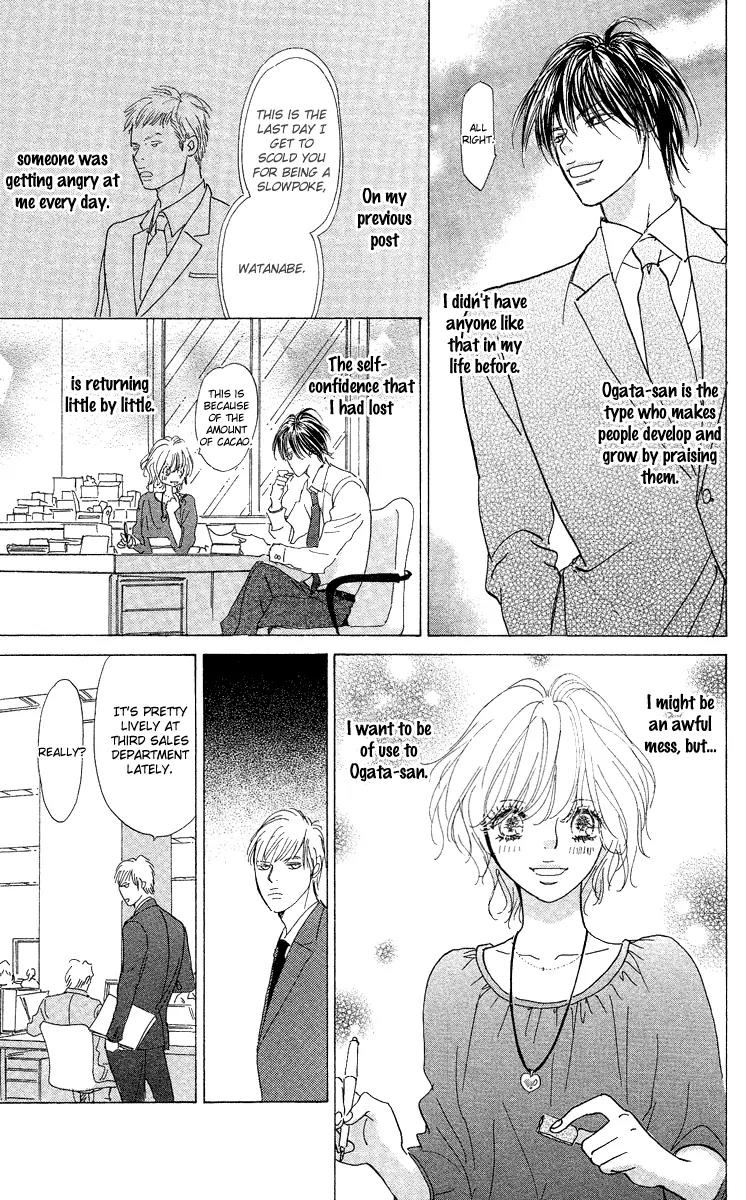 ALL
RIGHT.
I didn't have
anyone like
that in my
life before.
Ogata-san is the
type who makes
people develop and
grow by praising
them.
On my
previous
post
THIS IS THE
LAST DAY I
GET TO
SCOLD YOU
FOR BEING A
SLOWPOKE,
WATANABE.
someone was
getting angry at
me every day.
The self-
confidence that
I had lost
THIS IS
BECAUSE
OF THE
AMOUNT
OF CACAO.
is returning
little by little.
I might be
an awful
mess, but...
I want to be
of use to
Ogata-san.
IT'S PRETTY
LIVELY AT
THIRD SALES
DEPARTMENT
LATELY.
REALLY?